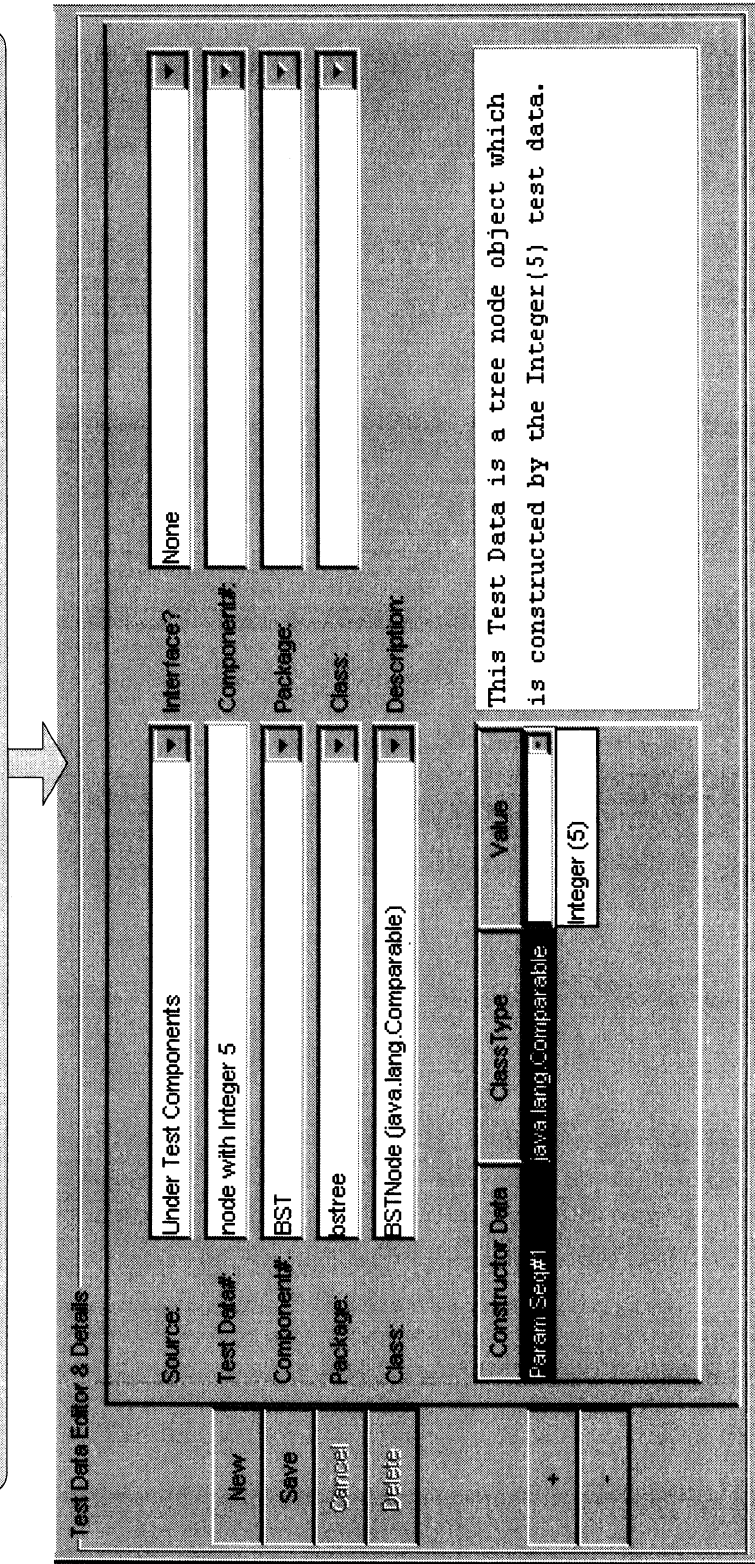 Test Data Editor & Details
New
Save
Cancel
Delete
+
-
Source:
Under Test Components
Test Data#:
node with Integer 5
Component#:
BST
Package:
bstree
Class:
BSTNode (java.lang.Comparable)
Interface?
None
Component#:
Package:
Class:
Description:
Constructor Data
ClassType
Value
Param Seq#1
java.lang.Comparable
Integer (5)
This Test Data is a tree node object which
is constructed by the Integer(5) test data.